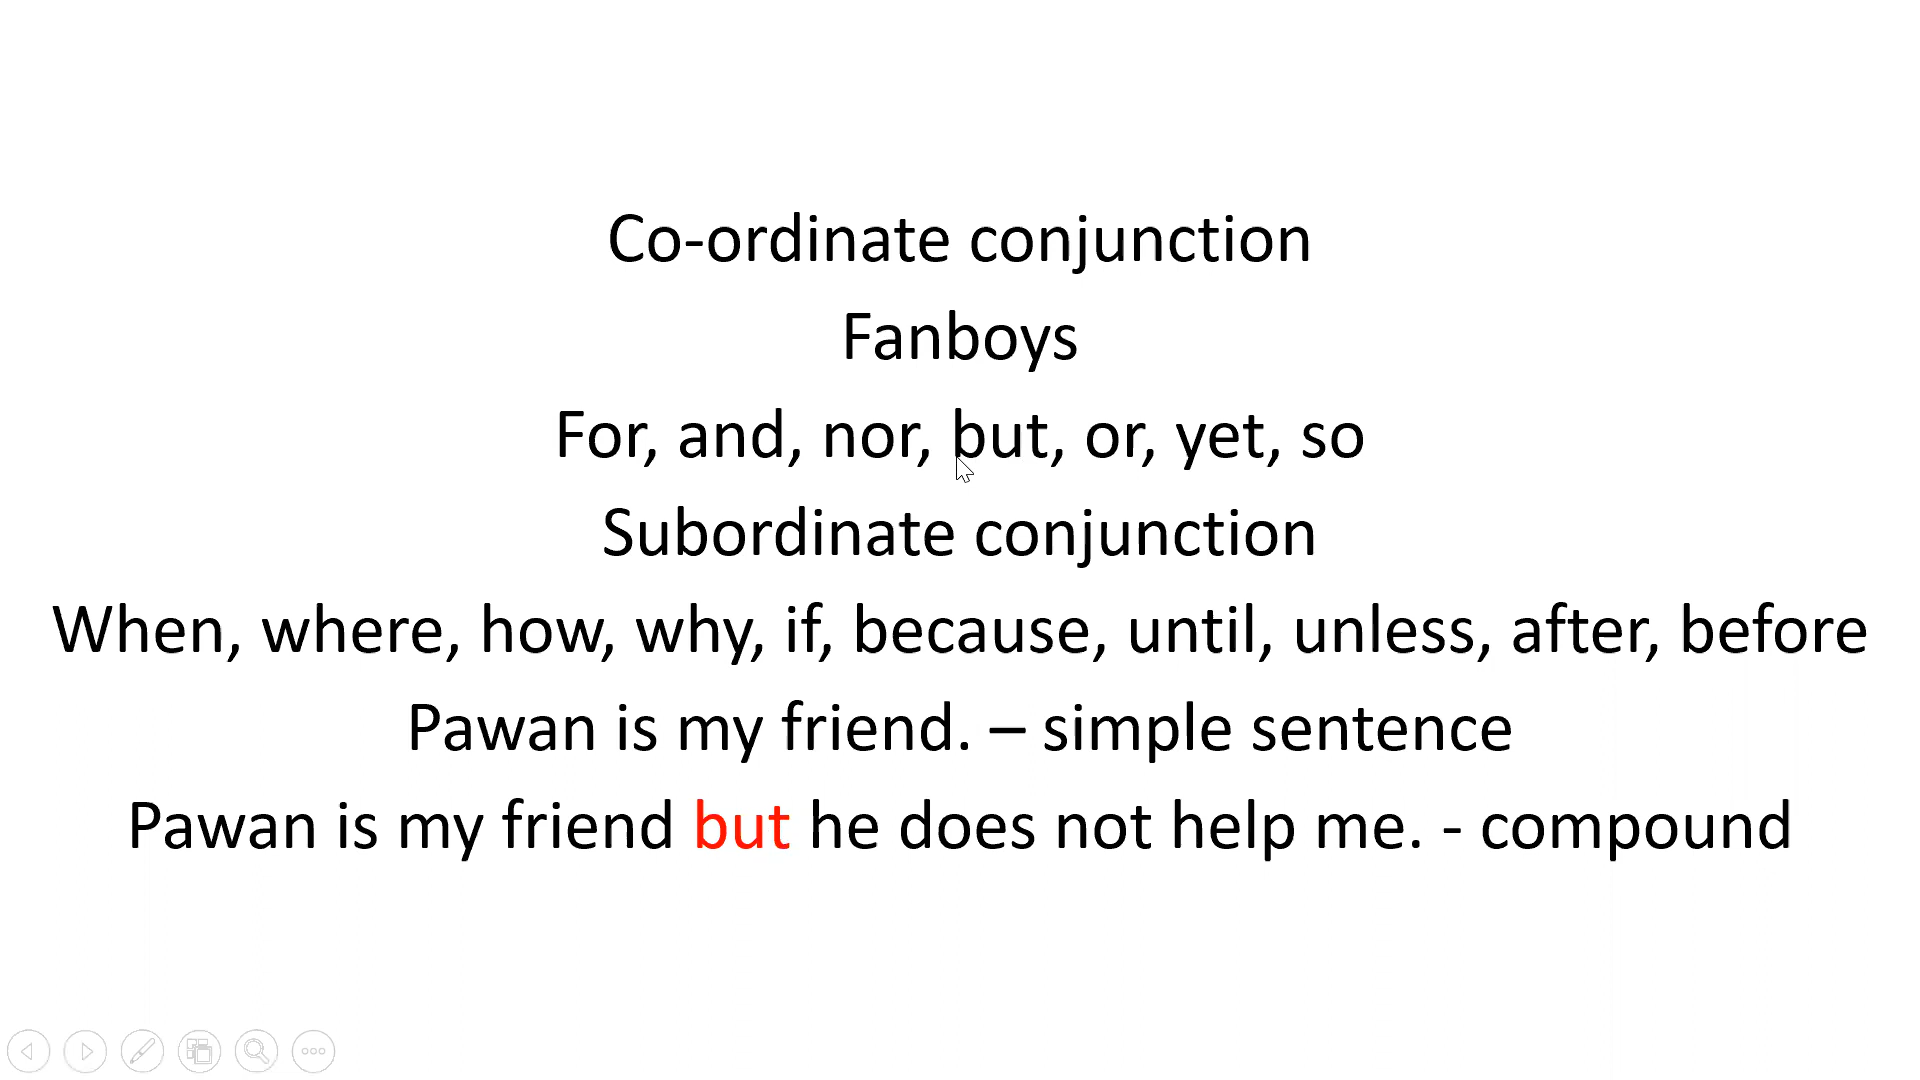 Co-ordinate conjunction
Fanboys
For, and, nor, but, or, yet, so
Subordinate conjunction
When, where, how, why, if, because, until, unless, after, before
Pawan is my friend. – simple sentence
Pawan is my friend but he does not help me. - compound